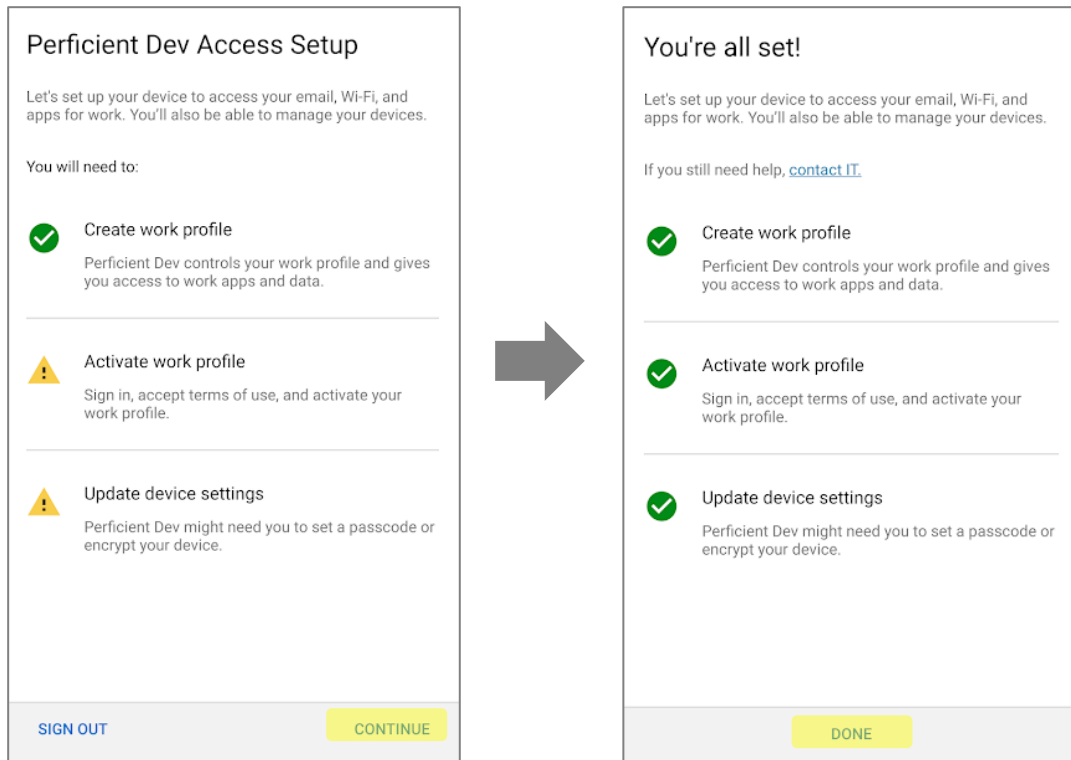 Perficient Dev Access Setup
Let's set up your device to access your email, Wi-Fi, and
apps for work. You'll also be able to manage your devices.
You will need to:
Create work profile
Perficient Dev controls your work profile and gives
you access to work apps and data.
Activate work profile
Sign in, accept terms of use, and activate your
work profile.
Update device settings
Perficient Dev might need you to set a passcode or
encrypt your device.
SIGN OUT
CONTINUE
You're all set!
Let's set up your device to access your email, Wi-Fi, and
apps for work. You'll also be able to manage your devices.
If you still need help, contact IT.
Create work profile
Perficient Dev controls your work profile and gives
you access to work apps and data.
Activate work profile
Sign in, accept terms of use, and activate your
work profile.
Update device settings
Perficient Dev might need you to set a passcode or
encrypt your device.
DONE